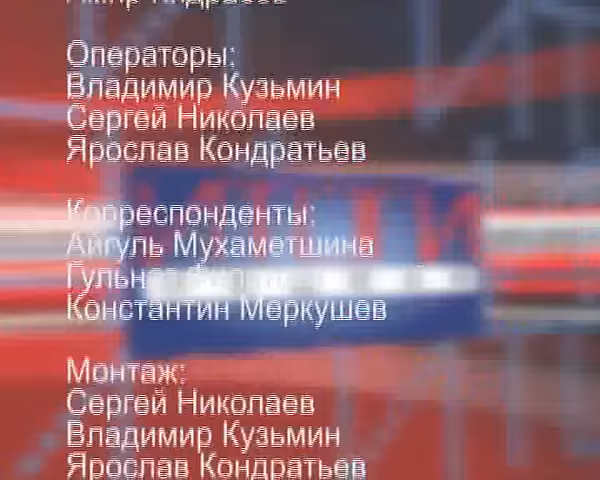 Операторы:
Владимир Кузьмин
Сергей Николаев
Ярослав Кондратьев
Корреспонденты:
Айгуль Мухаметшина
Константин Меркушев
Монтаж:
Сергей Николаев
Владимир Кузьмин
Ярослав Кондратьев